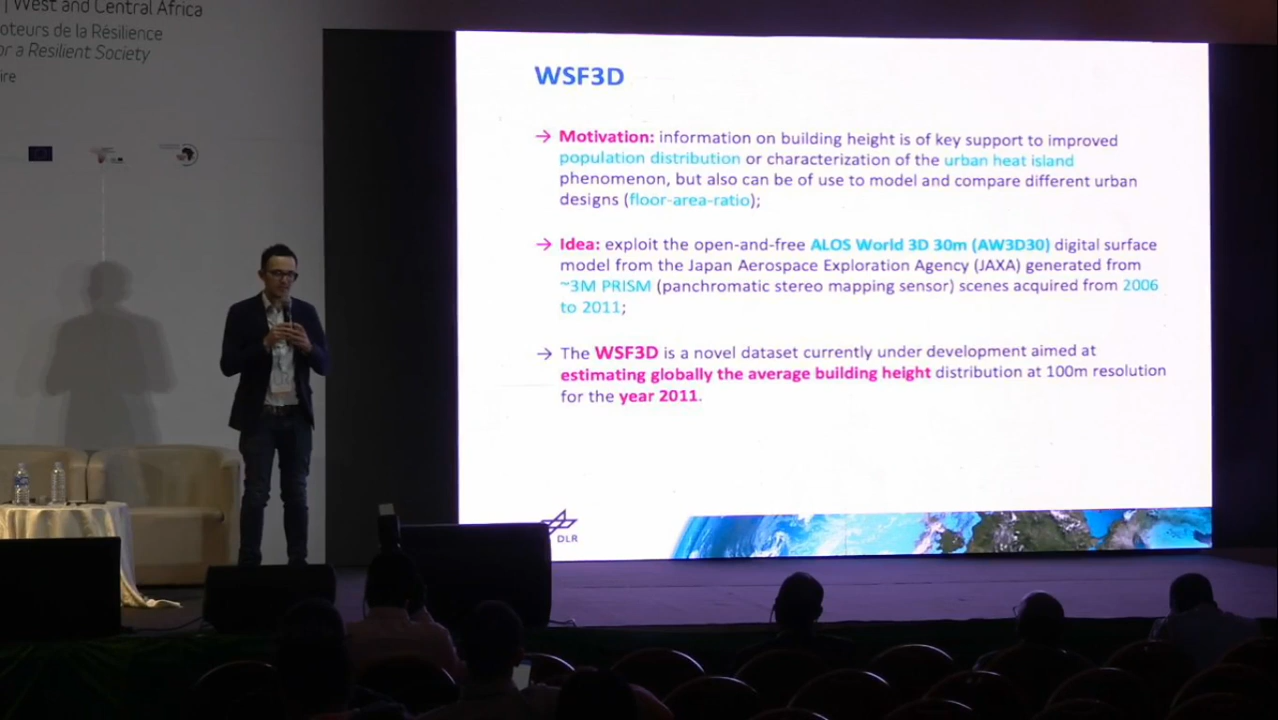 | West and Central Africa
oteurs de la Résilience
or a Resilient Society
ire
WSF3D
→ Motivation: information on building height is of key support to improved
population distribution or characterization of the urban heat island
phenomenon, but also can be of use to model and compare different urban
designs (floor-area-ratio);
→ Idea: exploit the open-and-free ALOS World 3D 30m (AW3D30) digital surface
model from the Japan Aerospace Exploration Agency (JAXA) generated from
~3M PRISM (panchromatic stereo mapping sensor) scenes acquired from 2006
to 2011;
→ The WSF3D is a novel dataset currently under development aimed at
estimating globally the average building height distribution at 100m resolution
for the year 2011.
DLR